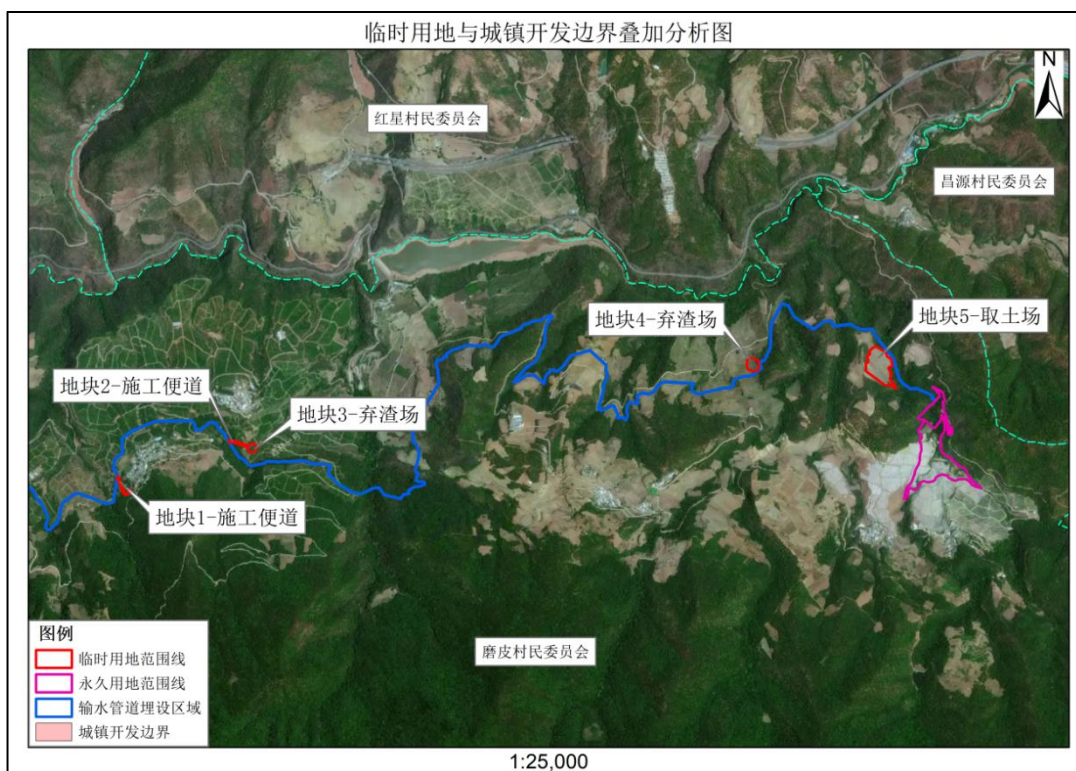 临时用地与城镇开发边界叠加分析图
N
红星村民委员会
昌源村民委员会
地块4-弃渣场
地块5-取土场
地块2-施工便道
地块3-弃渣场
地块1-施工便道
磨皮村民委员会
图例
临时用地范围线
永久用地范围线
输水管道埋设区域
城镇开发边界
1:25,000